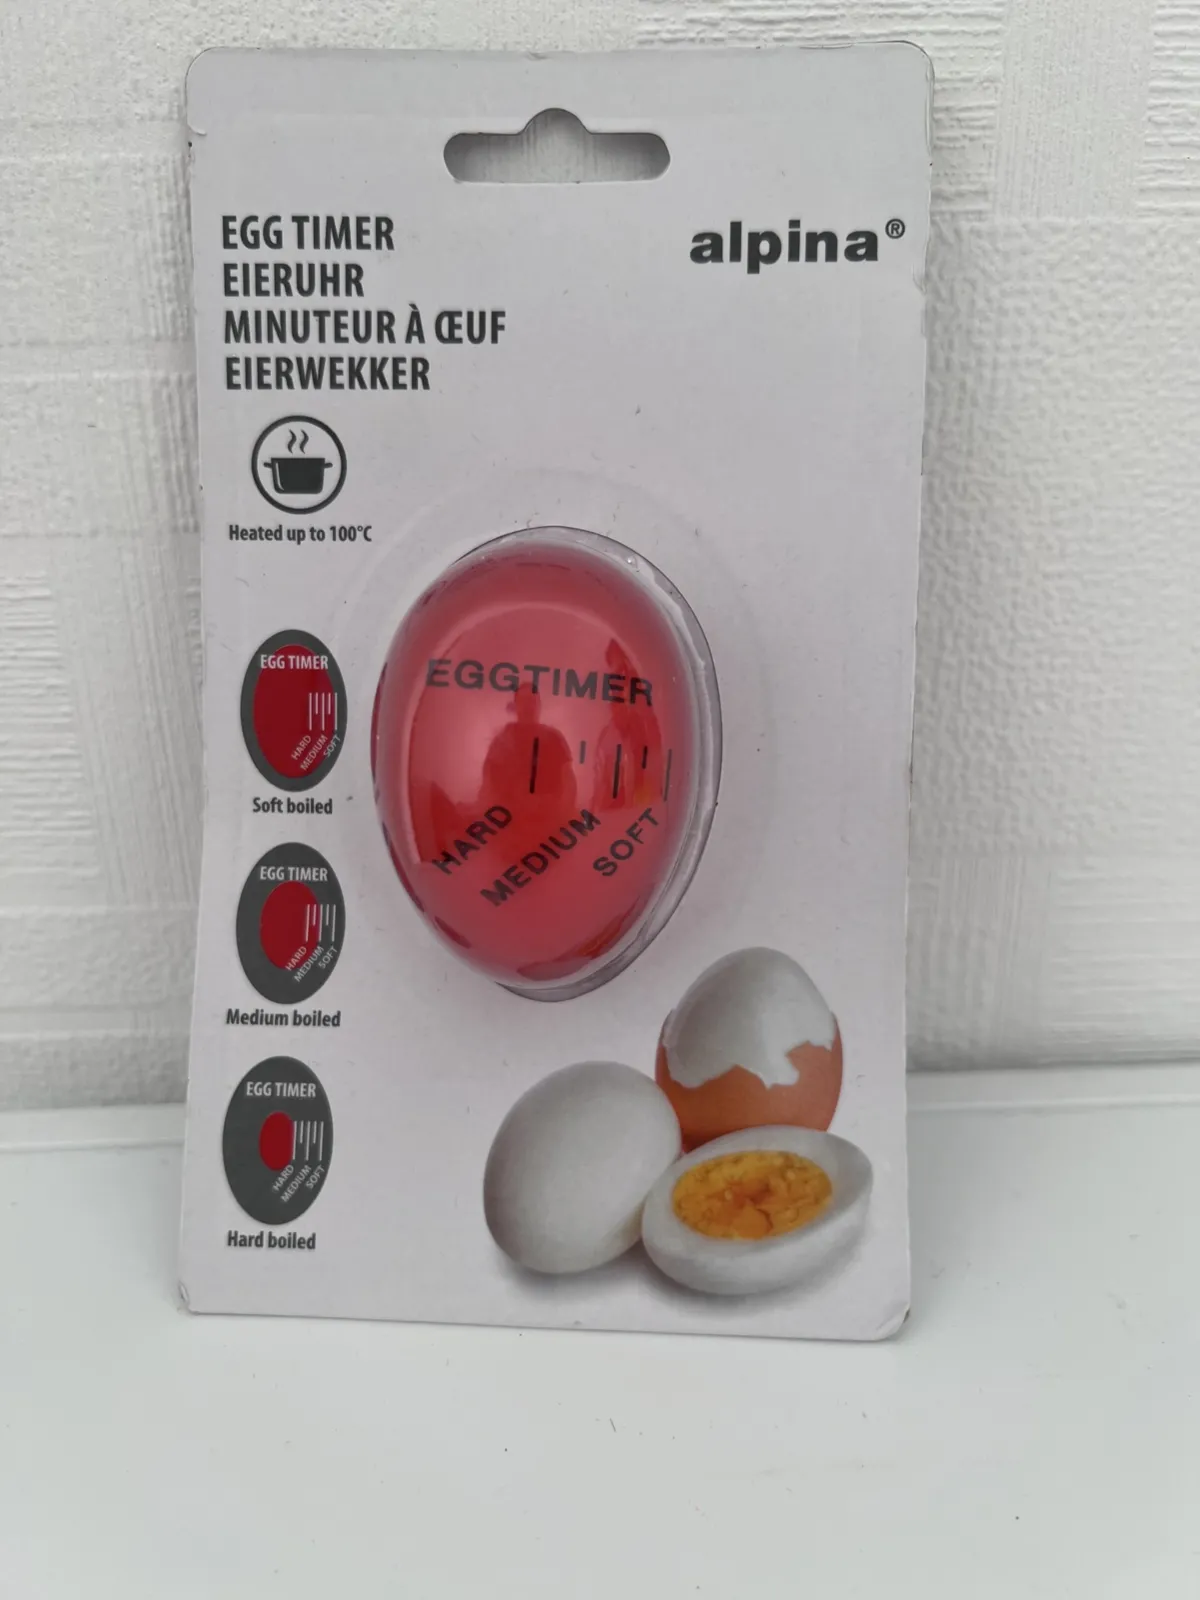 EGG TIMER
EIERUHR
MINUTEUR À ŒUF
EIERWEKKER
alpina®
Heated up to 100°C
EGG TIMER
HARD
MEDIUM
SOFT
Soft boiled
EGG TIMER
HARD
MEDIUM
SOFT
Medium boiled
EGG TIMER
HARD
MEDIUM
SOFT
Hard boiled
EGGTIMER
HARD
MEDIUM
SOFT